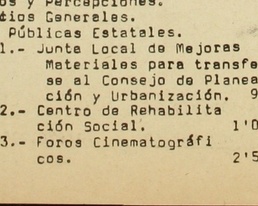 os y Percepciones.
tios Generales.
Públicas Estatales.
1.- Junta Local de Mejoras
Materiales para transfe
se al Consejo de Planea
ción y Urbanización. 9
2.- Centro de Rehabilita
ción Social. 1'0
3.- Foros Cinematográfi
cos. 2'5